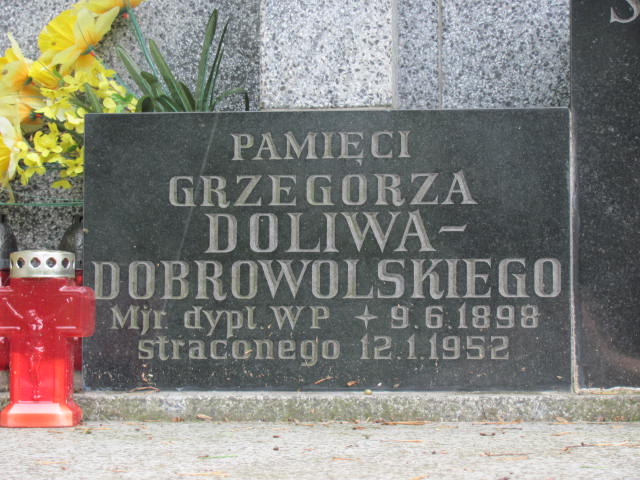 PAMIĘCI
GRZEGORZA
DOLIWA-
DOBROWOLSKIEGO
Mjr. dypl. WP + 9.6.1898
straconego 12.1.1952
S